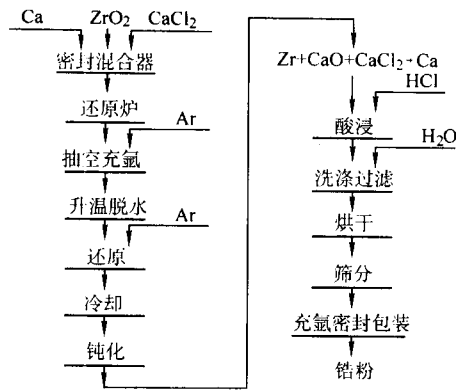 Ca ZrO₂ CaCl₂
密封混合器
还原炉
Ar
抽空充氩
升温脱水
Ar
还原
冷却
钝化
Zr+CaO+CaCl₂→Ca
HCl
酸浸
H₂O
洗涤过滤
烘干
筛分
充氩密封包装
锆粉